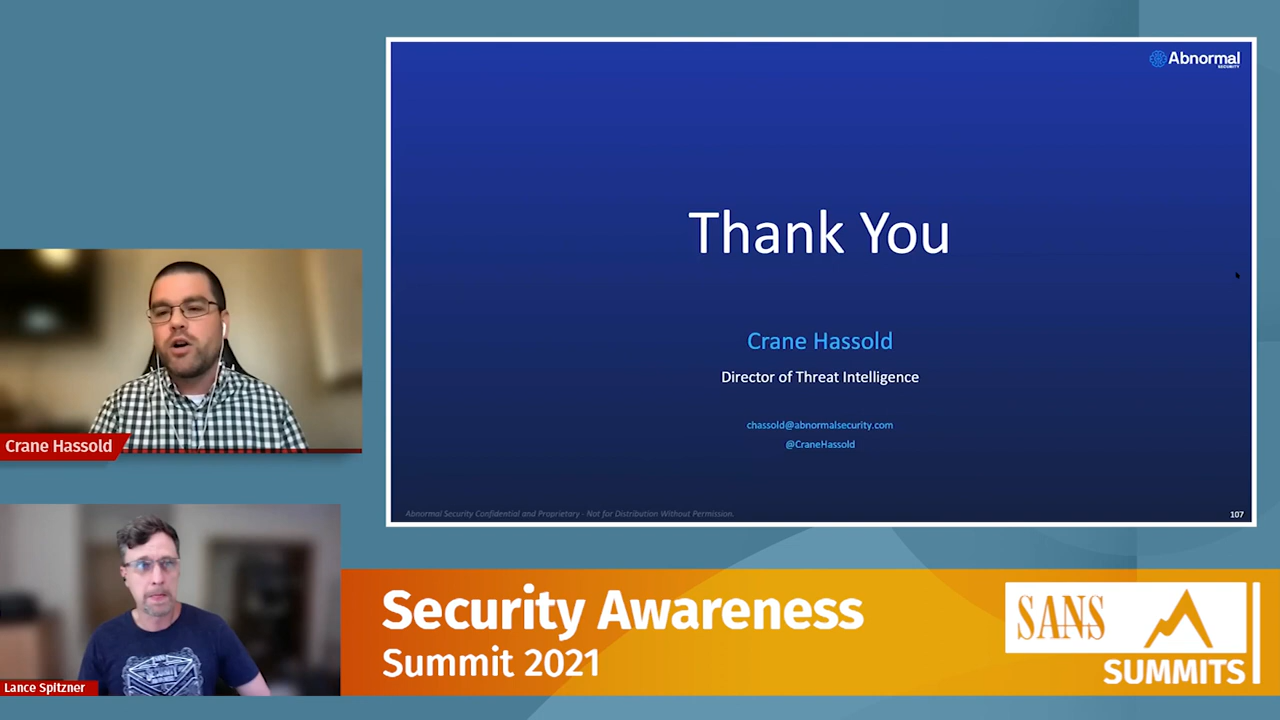 Abnormal
SECURITY
Thank You
Crane Hassold
Director of Threat Intelligence
chassold@abnormalsecurity.com
@CraneHassold
Abnormal Security Confidential and Proprietary - Not for Distribution Without Permission.
107
Crane Hassold
Lance Spitzner
Security Awareness
Summit 2021
SANS
SUMMITS